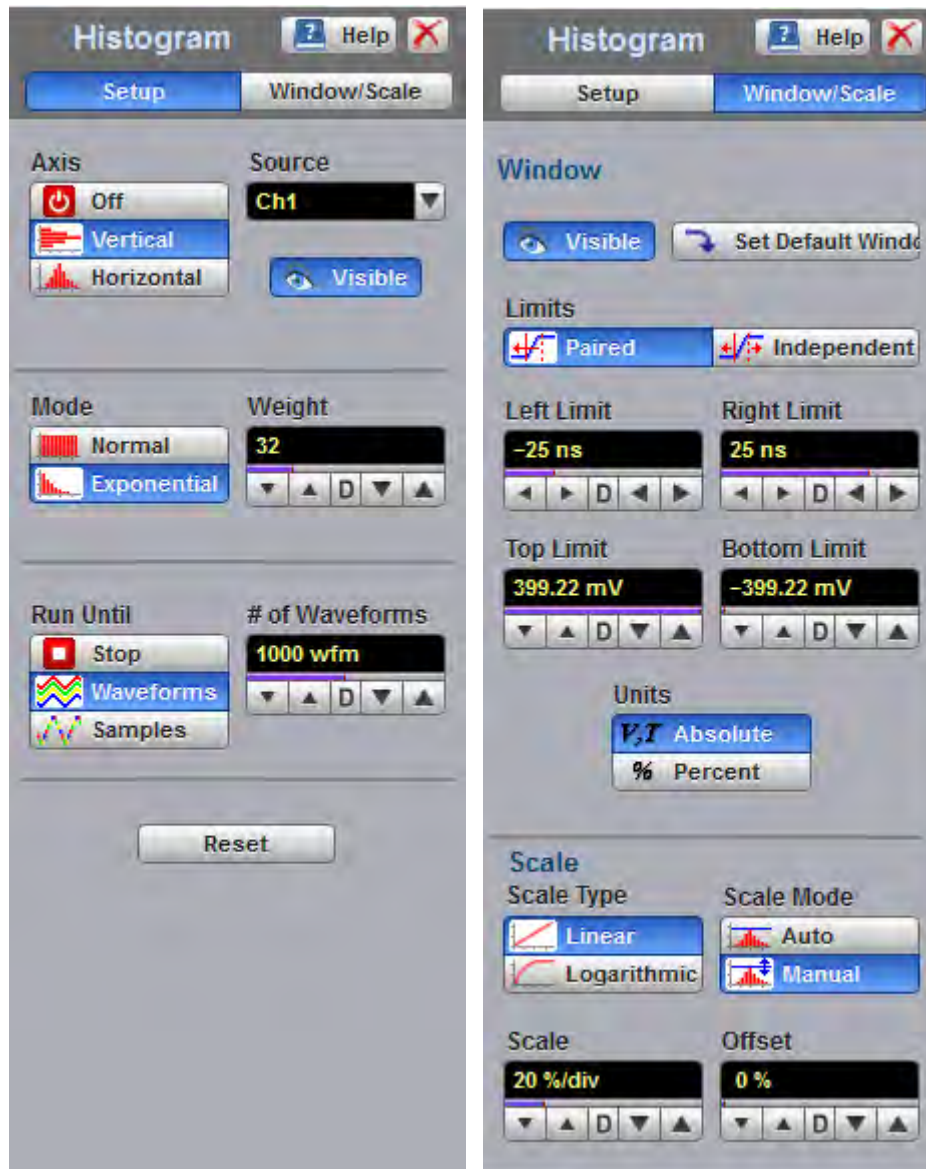 Histogram ? Help
Setup Window/Scale
Axis Source
Off Ch1
Vertical
Horizontal Visible
Mode Weight
Normal 32
Exponential
D
Run Until # of Waveforms
Stop 1000 wfm
Waveforms
D
Samples
Reset
Histogram ? Help
Setup Window/Scale
Window
Visible Set Default Windo
Limits
Paired Independent
Left Limit Right Limit
−25 ns 25 ns
D D
Top Limit Bottom Limit
399.22 mV −399.22 mV
D D
Units
V,T Absolute
% Percent
Scale
Scale Type Scale Mode
Linear Auto
Logarithmic Manual
Scale Offset
20 %/div 0 %
D D